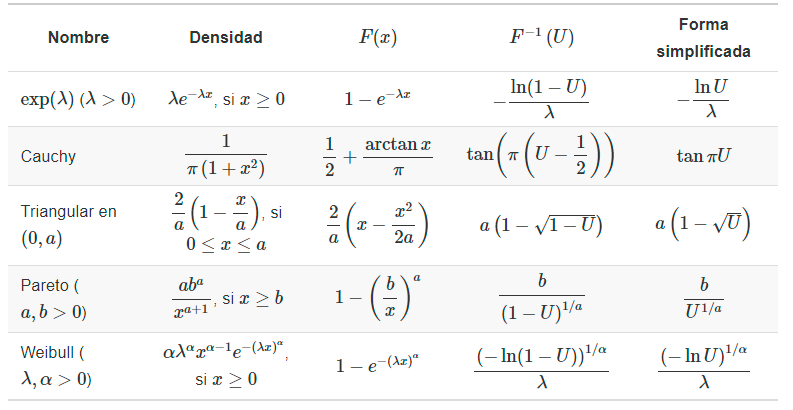 Nombre Densidad F(x) F⁻¹(U) Forma simplificada
exp(λ) (λ > 0) λe^{−λx}, si x ≥ 0 1 − e^{−λx} −ln(1 − U)/λ −ln U/λ
Cauchy 1/(π(1 + x²)) 1/2 + arctan x/π tan(π(U − 1/2)) tan πU
Triangular en (0, a) 2/a(1 − x/a), si 0 ≤ x ≤ a 2/a(x − x²/2a) a(1 − √(1 − U)) a(1 − √U)
Pareto (a, b > 0) ab^a/x^{a+1}, si x ≥ b 1 − (b/x)^a b/(1 − U)^{1/a} b/U^{1/a}
Weibull (λ, α > 0) αλ^αx^{α−1}e^{−(λx)^α}, si x ≥ 0 1 − e^{−(λx)^α} (−ln(1 − U))^{1/α}/λ (−ln U)^{1/α}/λ